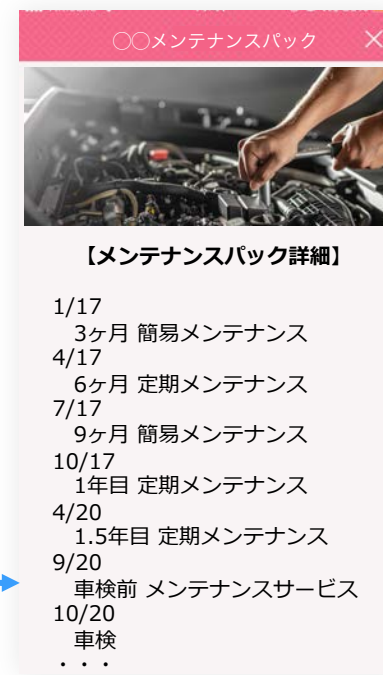 ○○メンテナンスパック
【メンテナンスパック詳細】
1/17
3ヶ月 簡易メンテナンス
4/17
6ヶ月 定期メンテナンス
7/17
9ヶ月 簡易メンテナンス
10/17
1年目 定期メンテナンス
4/20
1.5年目 定期メンテナンス
9/20
車検前 メンテナンスサービス
10/20
車検
・・・